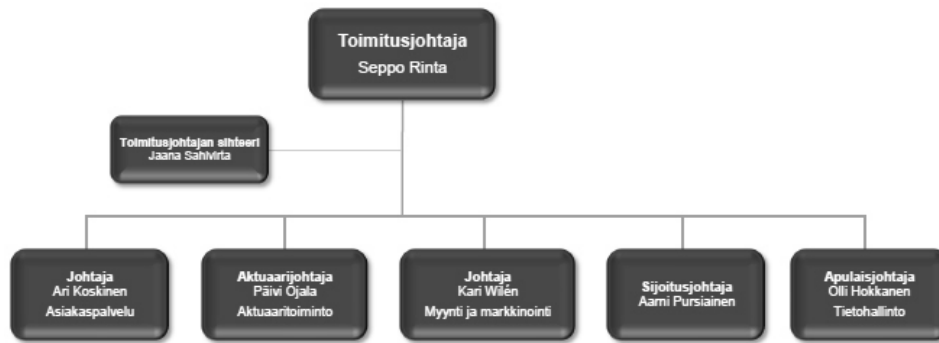 Toimitusjohtaja
Seppo Rinta
Toimitusjohtajan sihteeri
Jaana Sahivirta
Johtaja
Ari Koskinen
Asiakaspalvelu
Aktuaarijohtaja
Päivi Ojala
Aktuaaritoiminto
Johtaja
Kari Wilén
Myynti ja markkinointi
Sijoitusjohtaja
Aarni Pursiainen
Apulaisjohtaja
Olli Hokkanen
Tietohallinto